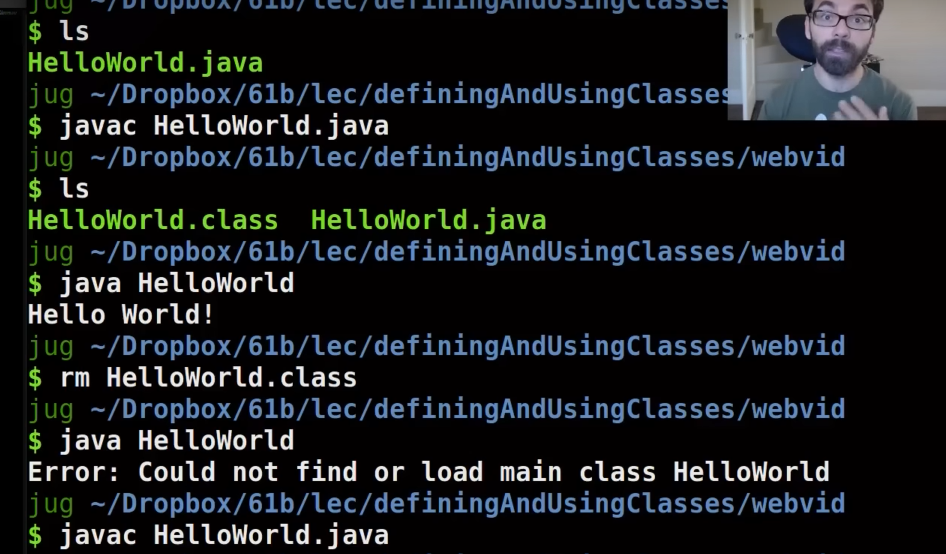 jug ~/Dropbox/61b/lec/definingAndUsingClasses
$ ls
HelloWorld.java
jug ~/Dropbox/61b/lec/definingAndUsingClasses
$ javac HelloWorld.java
jug ~/Dropbox/61b/lec/definingAndUsingClasses/webvid
$ ls
HelloWorld.class  HelloWorld.java
jug ~/Dropbox/61b/lec/definingAndUsingClasses/webvid
$ java HelloWorld
Hello World!
jug ~/Dropbox/61b/lec/definingAndUsingClasses/webvid
$ rm HelloWorld.class
jug ~/Dropbox/61b/lec/definingAndUsingClasses/webvid
$ java HelloWorld
Error: Could not find or load main class HelloWorld
jug ~/Dropbox/61b/lec/definingAndUsingClasses/webvid
$ javac HelloWorld.java